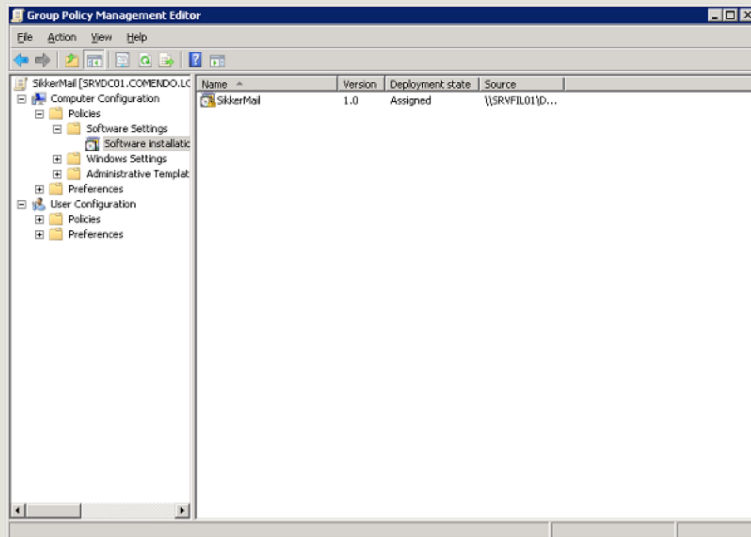 Group Policy Management Editor
File Action View Help
SikkerMail [SRVDC01.COMENDO.LC
Computer Configuration
Policies
Software Settings
Software installatic
Windows Settings
Administrative Templat
Preferences
User Configuration
Policies
Preferences
Name Version Deployment state Source
SikkerMail 1.0 Assigned \\SRVFIL01\D...